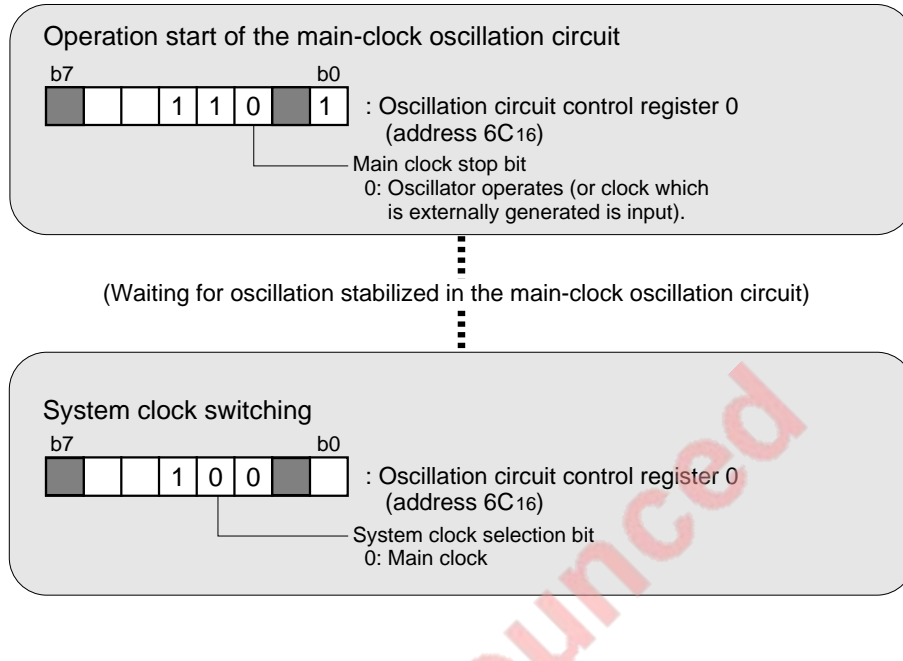 Operation start of the main-clock oscillation circuit
b7 b0
1 1 0 1 : Oscillation circuit control register 0
(address 6C16)
Main clock stop bit
0: Oscillator operates (or clock which
is externally generated is input).
(Waiting for oscillation stabilized in the main-clock oscillation circuit)
System clock switching
b7 b0
1 0 0 : Oscillation circuit control register 0
(address 6C16)
System clock selection bit
0: Main clock